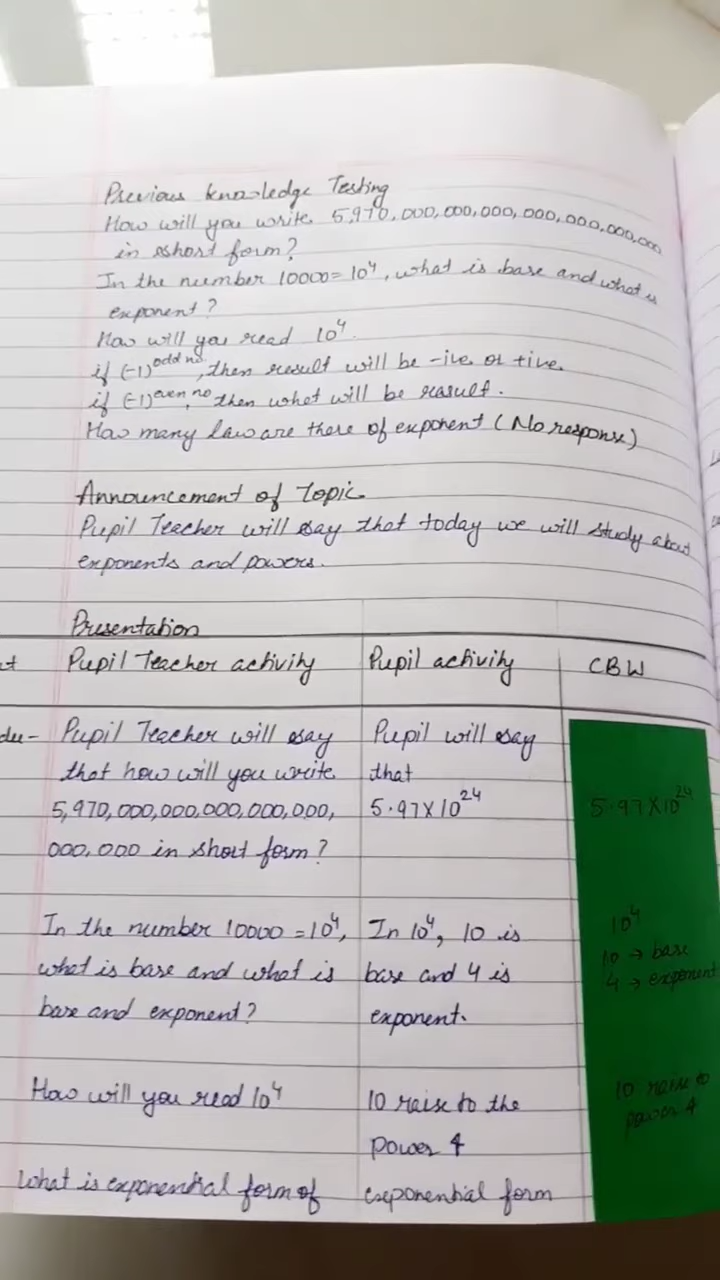 Previous knowledge Testing
How will you write 5,970,000,000,000,000,000,000,000
in short form?
In the number 10000=10⁴, what is base and what is
exponent?
How will you read 10⁴.
if (-1)^odd no, then result will be -ive or +ive.
if (-1)^even no, then what will be result.
How many law are there of exponent (No response)
Announcement of Topic
Pupil Teacher will say that today we will study about
exponents and powers.
Presentation
Pupil Teacher activity
Pupil activity
CBW
Pupil Teacher will say
that how will you write
5,970,000,000,000,000,000,
000,000 in short form?
Pupil will say
that
5.97X10²⁴
5.97X10²⁴
In the number 10000=10⁴,
what is base and what is
base and exponent?
In 10⁴, 10 is
base and 4 is
exponent.
10⁴
10 → base
4 → exponent
How will you read 10⁴
10 raise to the
power 4
10 raise to
power 4
What is exponential form of
exponential form